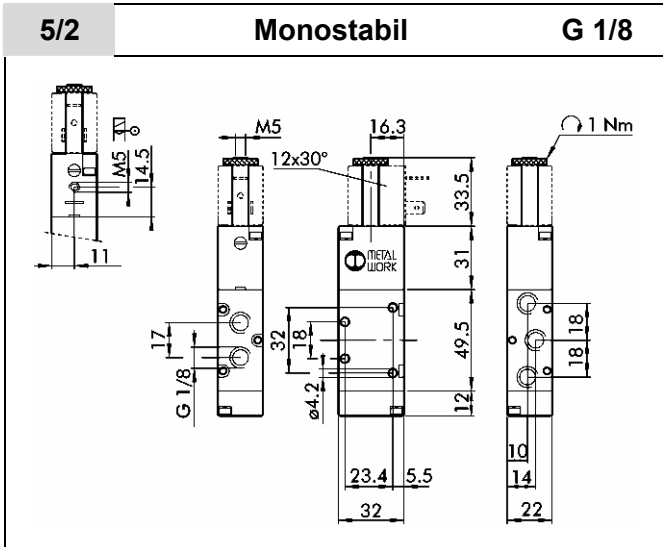 5/2 Monostabil G 1/8
M5 16.3 1 Nm
12x30°
M5
14.5
33.5
11
METAL
WORK
31
17
G 1/8
32
18
ø4.2
49.5
12
18
18
23.4 5.5
32
10
14
22